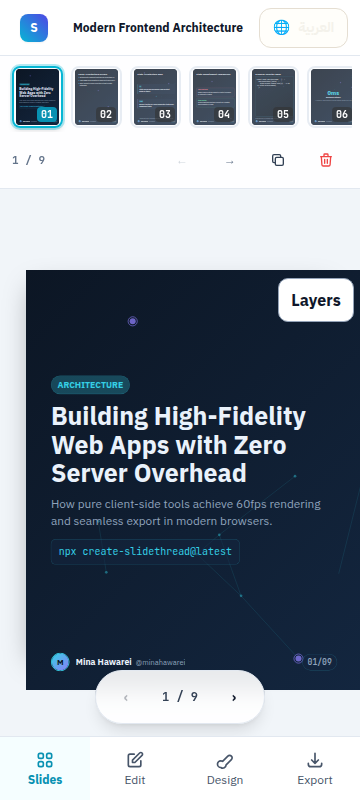 S
Modern Frontend Architecture
العربية
01
02
03
04
05
06
1 / 9
Layers
ARCHITECTURE
Building High-Fidelity
Web Apps with Zero
Server Overhead
How pure client-side tools achieve 60fps rendering
and seamless export in modern browsers.
npx create-slidethread@latest
M
Mina Hawarei @minahawarei
01/09
‹ 1 / 9 ›
Slides
Edit
Design
Export